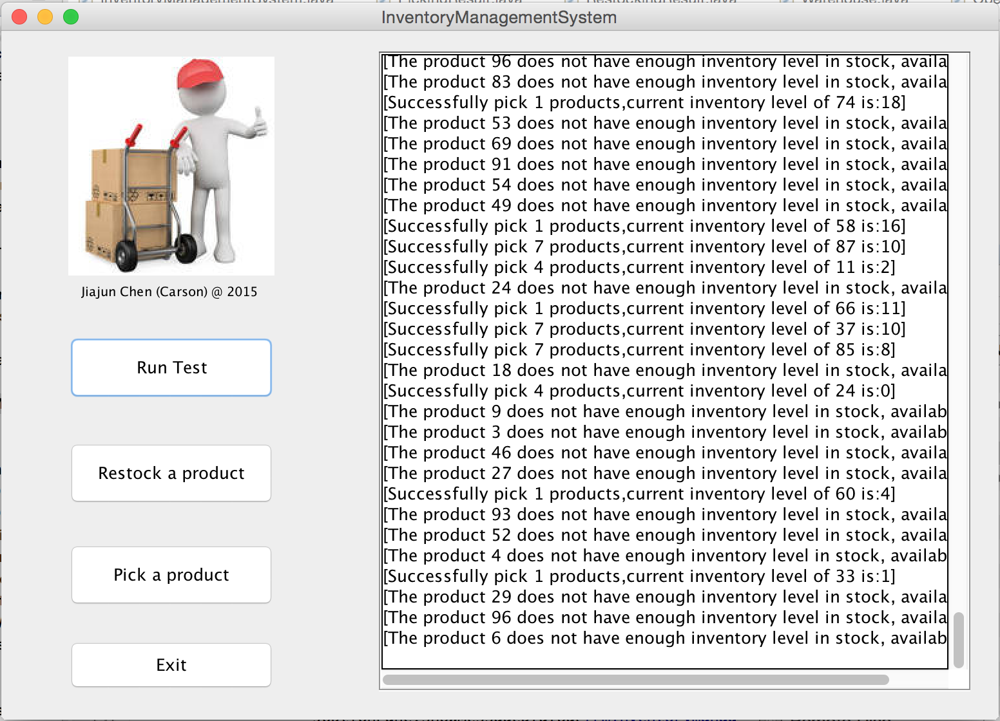 InventoryManagementSystem
[The product 96 does not have enough inventory level in stock, availa
[The product 83 does not have enough inventory level in stock, availa
[Successfully pick 1 products,current inventory level of 74 is:18]
[The product 53 does not have enough inventory level in stock, availa
[The product 69 does not have enough inventory level in stock, availa
[The product 91 does not have enough inventory level in stock, availa
[The product 54 does not have enough inventory level in stock, availa
[The product 49 does not have enough inventory level in stock, availa
[Successfully pick 1 products,current inventory level of 58 is:16]
[Successfully pick 7 products,current inventory level of 87 is:10]
[Successfully pick 4 products,current inventory level of 11 is:2]
[The product 24 does not have enough inventory level in stock, availa
[Successfully pick 1 products,current inventory level of 66 is:11]
[Successfully pick 7 products,current inventory level of 37 is:10]
[Successfully pick 7 products,current inventory level of 85 is:8]
[The product 18 does not have enough inventory level in stock, availa
[Successfully pick 4 products,current inventory level of 24 is:0]
[The product 9 does not have enough inventory level in stock, availab
[The product 3 does not have enough inventory level in stock, availab
[The product 46 does not have enough inventory level in stock, availa
[The product 27 does not have enough inventory level in stock, availa
[Successfully pick 1 products,current inventory level of 60 is:4]
[The product 93 does not have enough inventory level in stock, availa
[The product 52 does not have enough inventory level in stock, availa
[The product 4 does not have enough inventory level in stock, availab
[Successfully pick 1 products,current inventory level of 33 is:1]
[The product 29 does not have enough inventory level in stock, availa
[The product 96 does not have enough inventory level in stock, availa
[The product 6 does not have enough inventory level in stock, availab
Jiajun Chen (Carson) @ 2015
Run Test
Restock a product
Pick a product
Exit